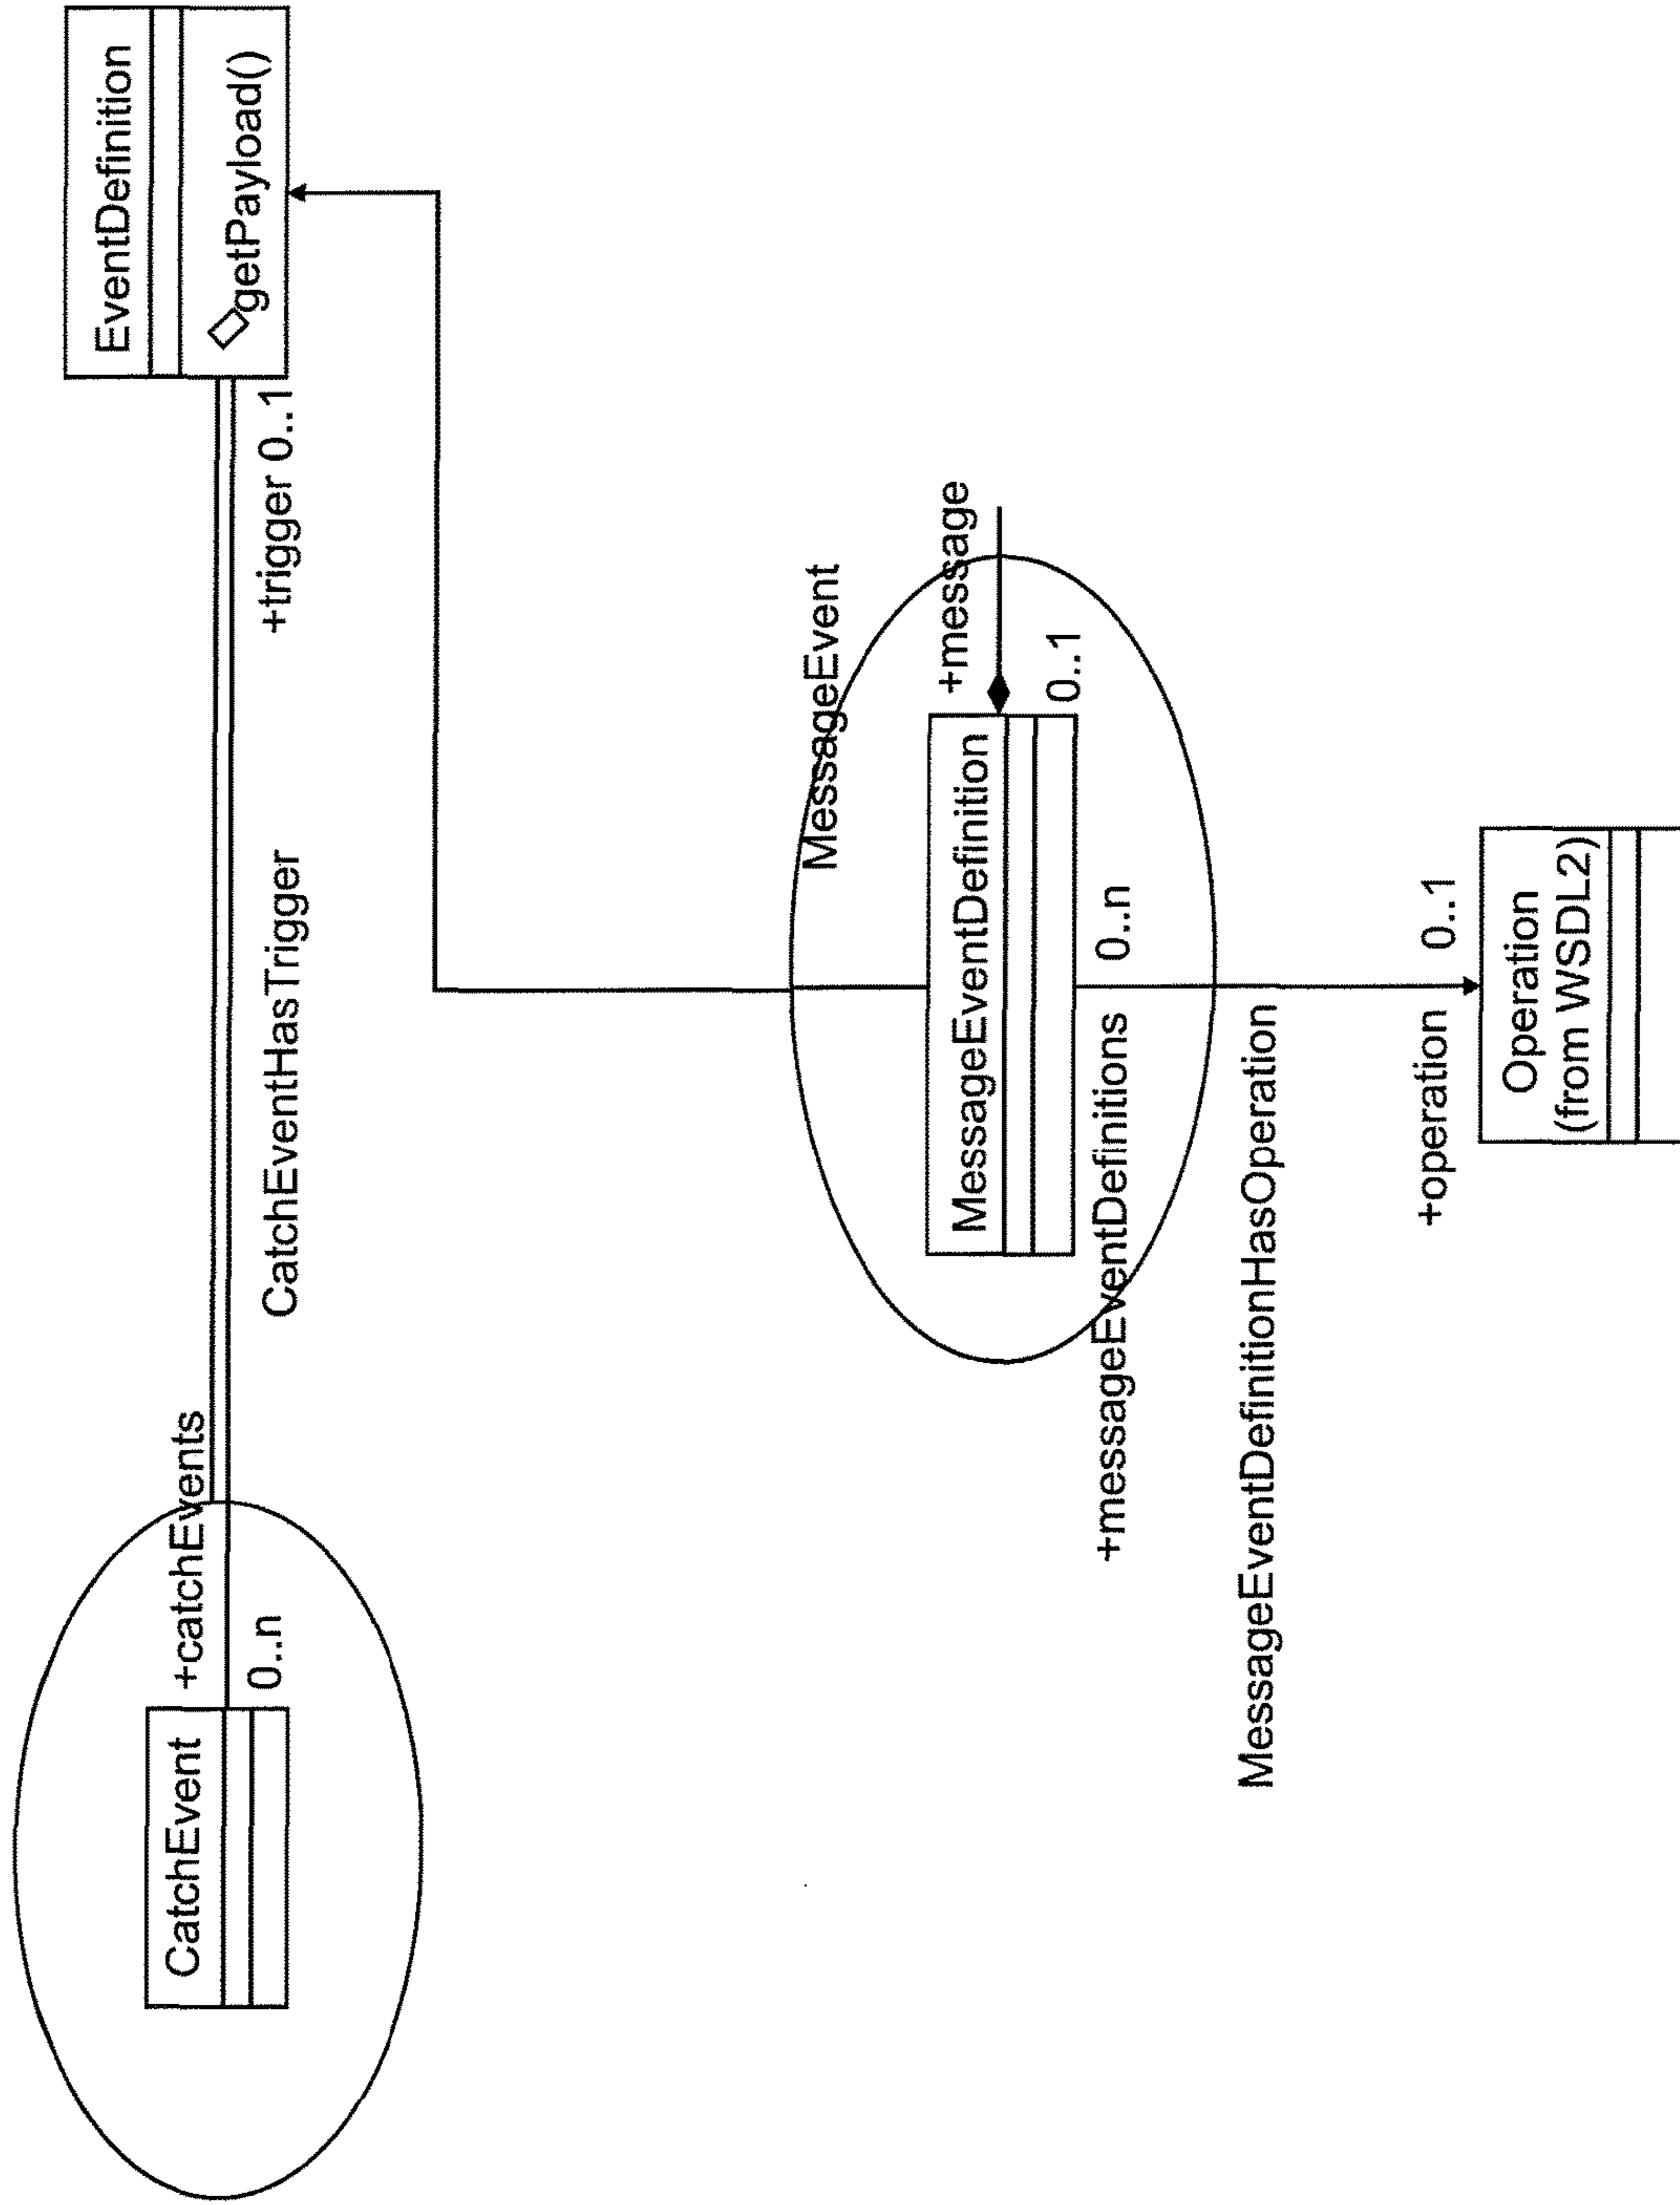 CatchEvent
+catchEvents
0..n
CatchEventHasTrigger
+trigger 0..1
EventDefinition
getPayload()
MessageEvent
MessageEventDefinition
+message
0..1
+messageEventDefinitions 0..n
MessageEventDefinitionHasOperation
+operation 0..1
Operation
(from WSDL2)